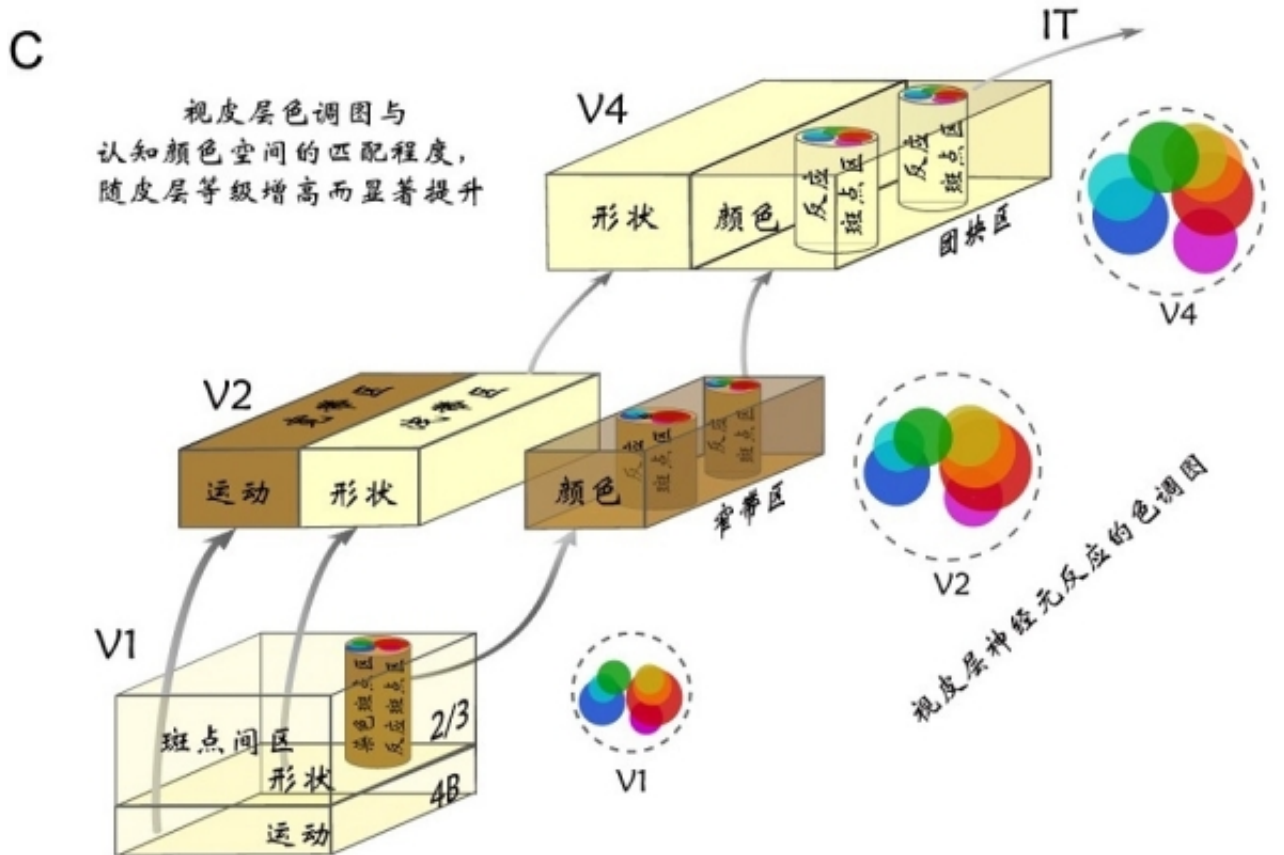 C
视皮层色调图与
认知颜色空间的匹配程度，
随皮层等级增高而显著提升
IT
V4
形状
颜色
反应
斑点区
反应
斑点区
团块区
V4
V2
运动
形状
颜色
反应
斑点区
反应
斑点区
窄带区
V2
视皮层神经元反应的色调图
V1
斑点间区
染色斑点区
反应斑点区
2/3
形状
4B
运动
V1